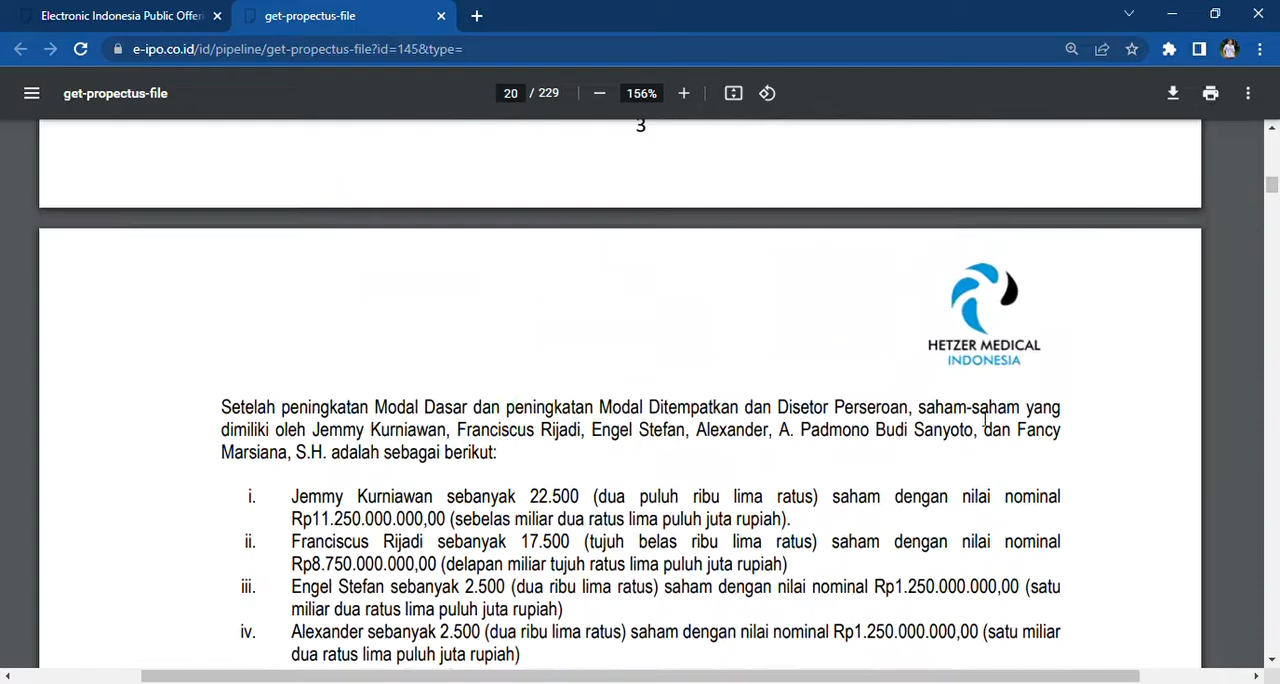 Electronic Indonesia Public Offeri
get-propectus-file
e-ipo.co.id/id/pipeline/get-propectus-file?id=145&type=
get-propectus-file
20 / 229
156%
3
HETZER MEDICAL
INDONESIA
Setelah peningkatan Modal Dasar dan peningkatan Modal Ditempatkan dan Disetor Perseroan, saham-saham yang
dimiliki oleh Jemmy Kurniawan, Franciscus Rijadi, Engel Stefan, Alexander, A. Padmono Budi Sanyoto, dan Fancy
Marsiana, S.H. adalah sebagai berikut:
i. Jemmy Kurniawan sebanyak 22.500 (dua puluh ribu lima ratus) saham dengan nilai nominal
Rp11.250.000.000,00 (sebelas miliar dua ratus lima puluh juta rupiah).
ii. Franciscus Rijadi sebanyak 17.500 (tujuh belas ribu lima ratus) saham dengan nilai nominal
Rp8.750.000.000,00 (delapan miliar tujuh ratus lima puluh juta rupiah)
iii. Engel Stefan sebanyak 2.500 (dua ribu lima ratus) saham dengan nilai nominal Rp1.250.000.000,00 (satu
miliar dua ratus lima puluh juta rupiah)
iv. Alexander sebanyak 2.500 (dua ribu lima ratus) saham dengan nilai nominal Rp1.250.000.000,00 (satu miliar
dua ratus lima puluh juta rupiah)